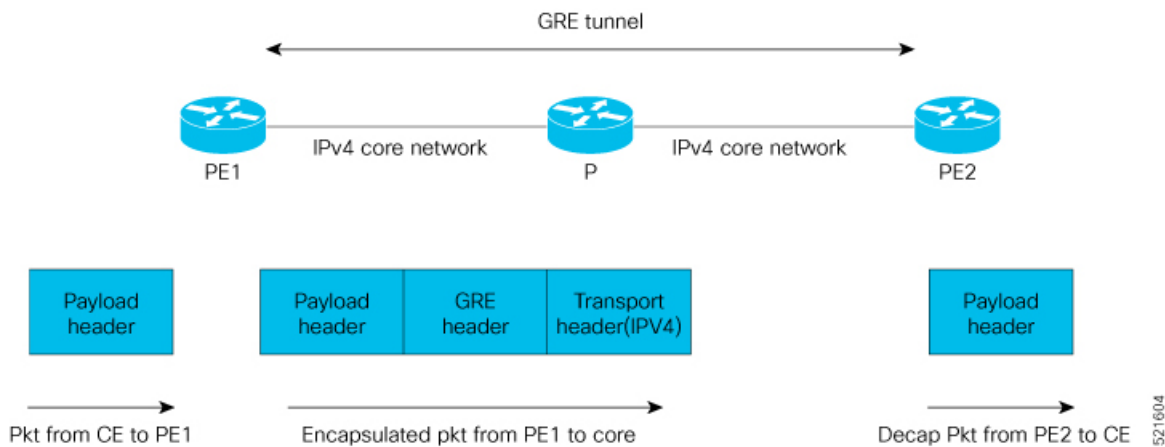 GRE tunnel
IPv4 core network
IPv4 core network
PE1
P
PE2
Payload
header
Payload
header
GRE
header
Transport
header(IPV4)
Payload
header
Pkt from CE to PE1
Encapsulated pkt from PE1 to core
Decap Pkt from PE2 to CE
521604